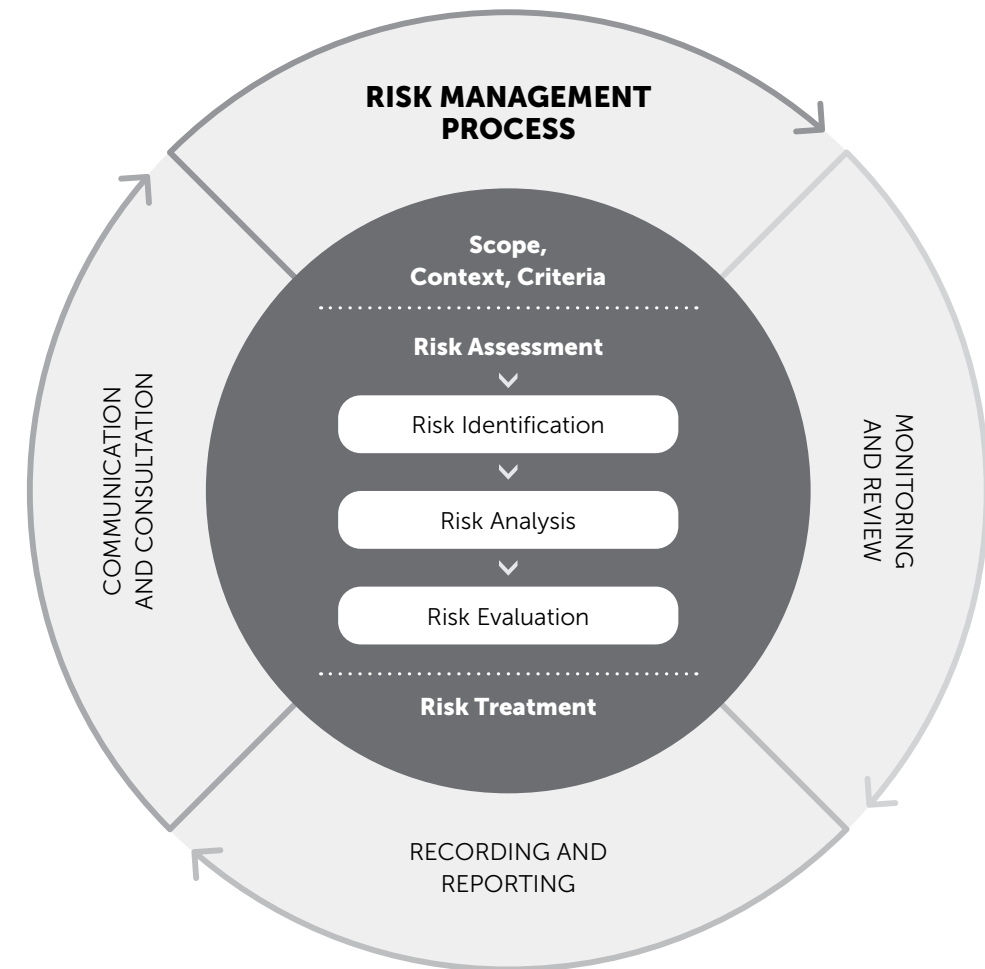 RISK MANAGEMENT
PROCESS
Scope,
Context, Criteria
Risk Assessment
Risk Identification
Risk Analysis
Risk Evaluation
Risk Treatment
COMMUNICATION
AND CONSULTATION
MONITORING
AND REVIEW
RECORDING AND
REPORTING